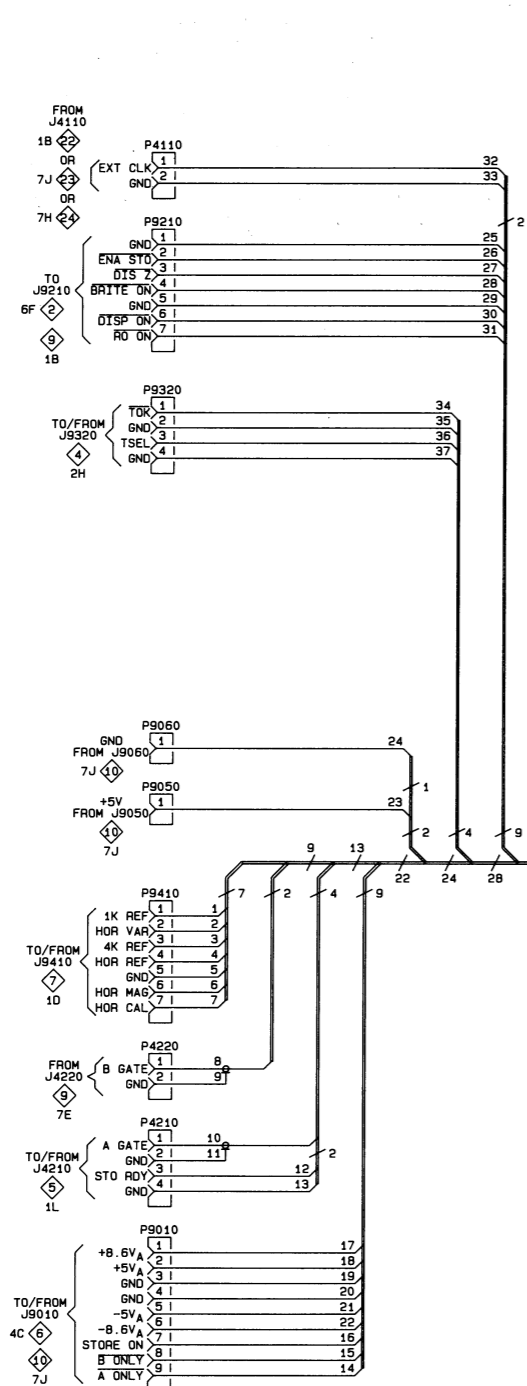 FROM
J4110
1B 22
OR
7J 23
OR
7H 24
P4110
EXT CLK 1 32
GND 2 33
2
P9210
TO
J9210
6F 2
9
1B
GND 1 25
ENA STO 2 26
DIS Z 3 27
BRITE ON 4 28
GND 5 29
DISP ON 6 30
RO ON 7 31
P9320
TO/FROM
J9320
4
2H
TOK 1 34
GND 2 35
TSEL 3 36
GND 4 37
P9060
GND 1 24
FROM J9060
7J 10
1
P9050
+5V 1 23
FROM J9050
10
7J
2 4 9
9 13 22 24 28
7 2 4 9
P9410
TO/FROM
J9410
7
1D
1K REF 1 1
HOR VAR 2 2
4K REF 3 3
HOR REF 4 4
GND 5 5
HOR MAG 6 6
HOR CAL 7 7
P4220
FROM
J4220
9
7E
B GATE 1 8
GND 2 9
P4210
TO/FROM
J4210
5
1L
A GATE 1 10
GND 2 11
2
STO RDY 3 12
GND 4 13
P9010
TO/FROM
J9010
4C 6
10
7J
+8.6VA 1 17
+5VA 2 18
GND 3 19
GND 4 20
-5VA 5 21
-8.6VA 6 22
STORE ON 7 16
B ONLY 8 15
A ONLY 9 14